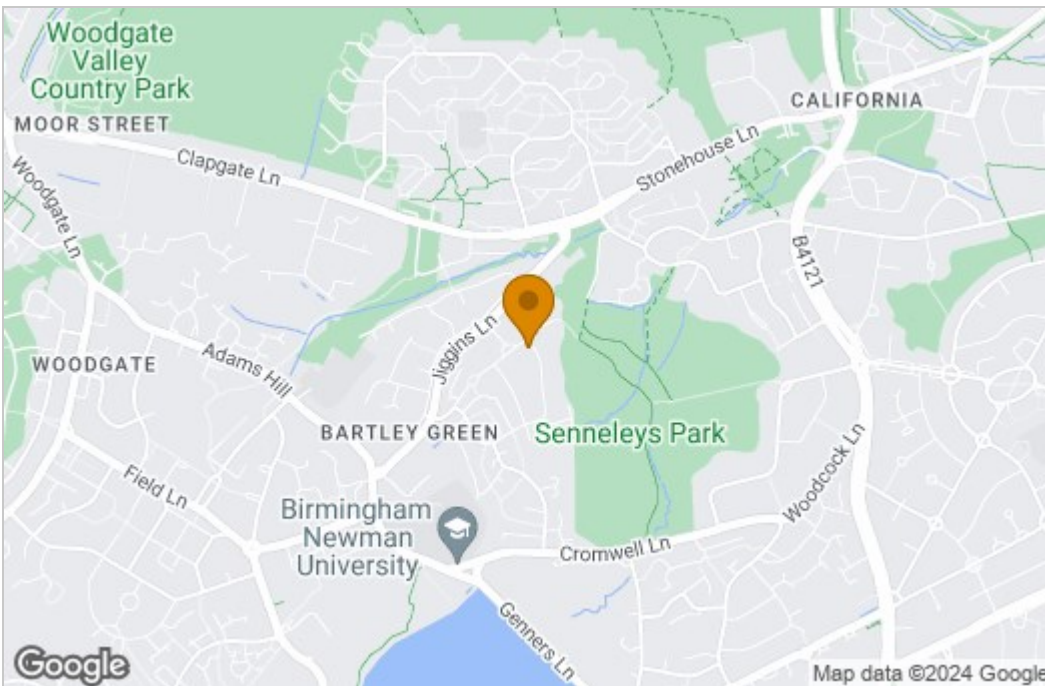 Woodgate
Valley
Country Park
MOOR STREET
CALIFORNIA
Clapgate Ln
Stonehouse Ln
Woodgate Ln
B4121
Jiggins Ln
WOODGATE
Adams Hill
BARTLEY GREEN
Senneleys Park
Woodcock Ln
Field Ln
Birmingham
Newman
University
Cromwell Ln
Genners Ln
Google
Map data ©2024 Google